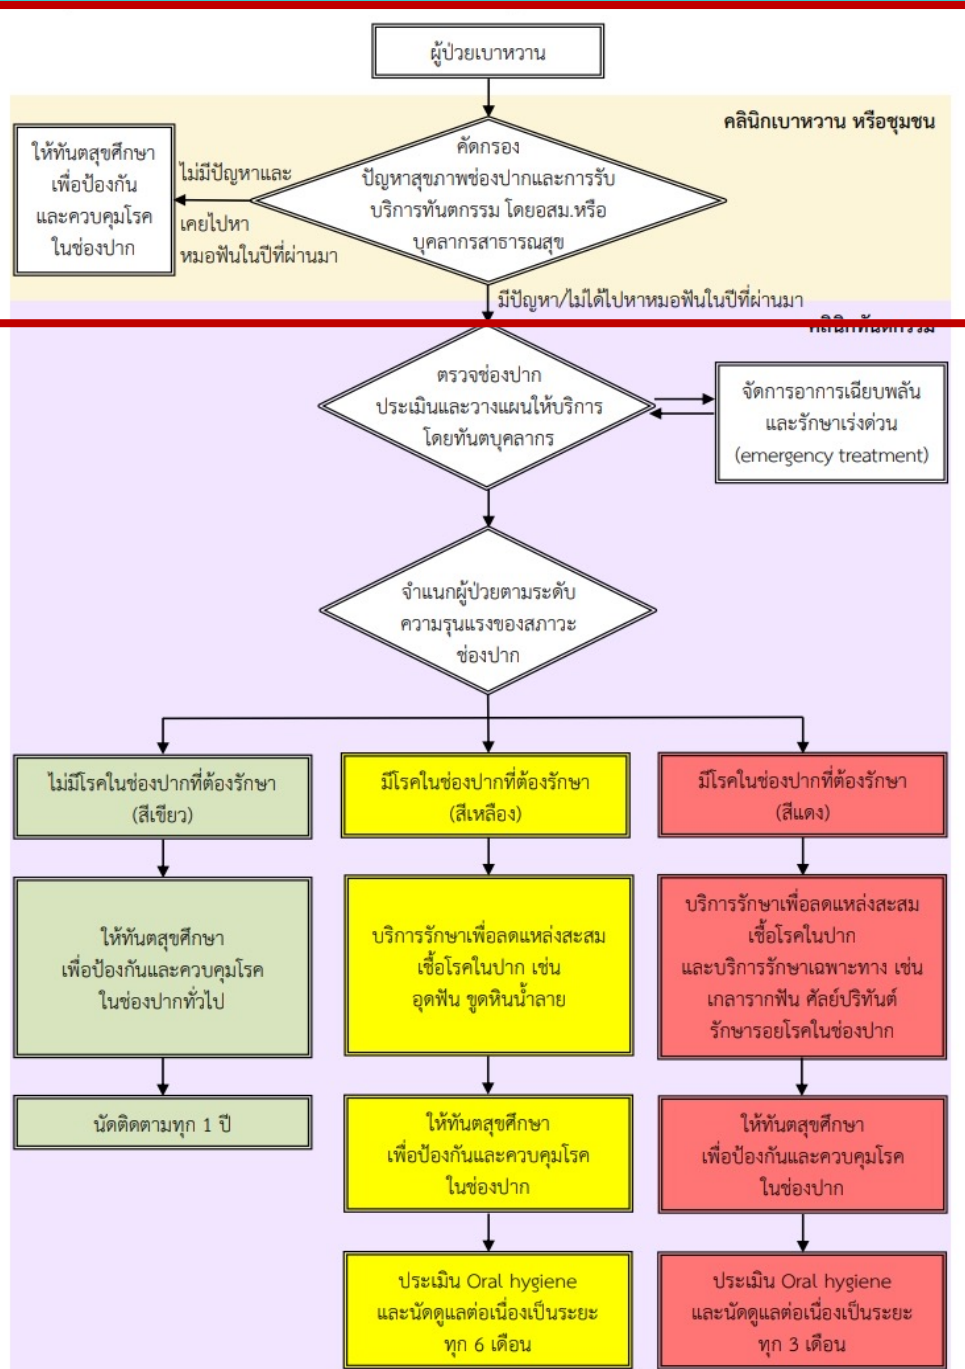 ผู้ป่วยเบาหวาน
คลินิกเบาหวาน หรือชุมชน
คัดกรอง
ปัญหาสุขภาพช่องปากและการรับ
บริการทันตกรรม โดยอสม.หรือ
บุคลากรสาธารณสุข
ไม่มีปัญหาและ
เคยไปหา
หมอฟันในปีที่ผ่านมา
ให้ทันตสุขศึกษา
เพื่อป้องกัน
และควบคุมโรค
ในช่องปาก
มีปัญหา/ไม่ได้ไปหาหมอฟันในปีที่ผ่านมา
คลินิกทันตกรรม
ตรวจช่องปาก
ประเมินและวางแผนให้บริการ
โดยทันตบุคลากร
จัดการอาการเฉียบพลัน
และรักษาเร่งด่วน
(emergency treatment)
จำแนกผู้ป่วยตามระดับ
ความรุนแรงของสภาวะ
ช่องปาก
ไม่มีโรคในช่องปากที่ต้องรักษา
(สีเขียว)
ให้ทันตสุขศึกษา
เพื่อป้องกันและควบคุมโรค
ในช่องปากทั่วไป
นัดติดตามทุก 1 ปี
มีโรคในช่องปากที่ต้องรักษา
(สีเหลือง)
บริการรักษาเพื่อลดแหล่งสะสม
เชื้อโรคในปาก เช่น
อุดฟัน ขูดหินน้ำลาย
ให้ทันตสุขศึกษา
เพื่อป้องกันและควบคุมโรค
ในช่องปาก
ประเมิน Oral hygiene
และนัดดูแลต่อเนื่องเป็นระยะ
ทุก 6 เดือน
มีโรคในช่องปากที่ต้องรักษา
(สีแดง)
บริการรักษาเพื่อลดแหล่งสะสม
เชื้อโรคในปาก
และบริการรักษาเฉพาะทาง เช่น
เกลารากฟัน ศัลย์ปริทันต์
รักษารอยโรคในช่องปาก
ให้ทันตสุขศึกษา
เพื่อป้องกันและควบคุมโรค
ในช่องปาก
ประเมิน Oral hygiene
และนัดดูแลต่อเนื่องเป็นระยะ
ทุก 3 เดือน